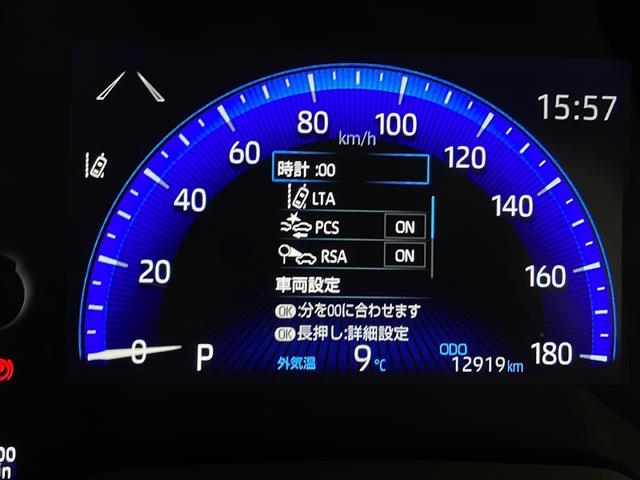 15:57
80
100
km/h
60
120
時計 :00
40
LTA
140
PCS ON
RSA ON
20
160
車両設定
OK:分を00に合わせます
OK長押し:詳細設定
0
P
外気温 9℃
ODO
12919km
180